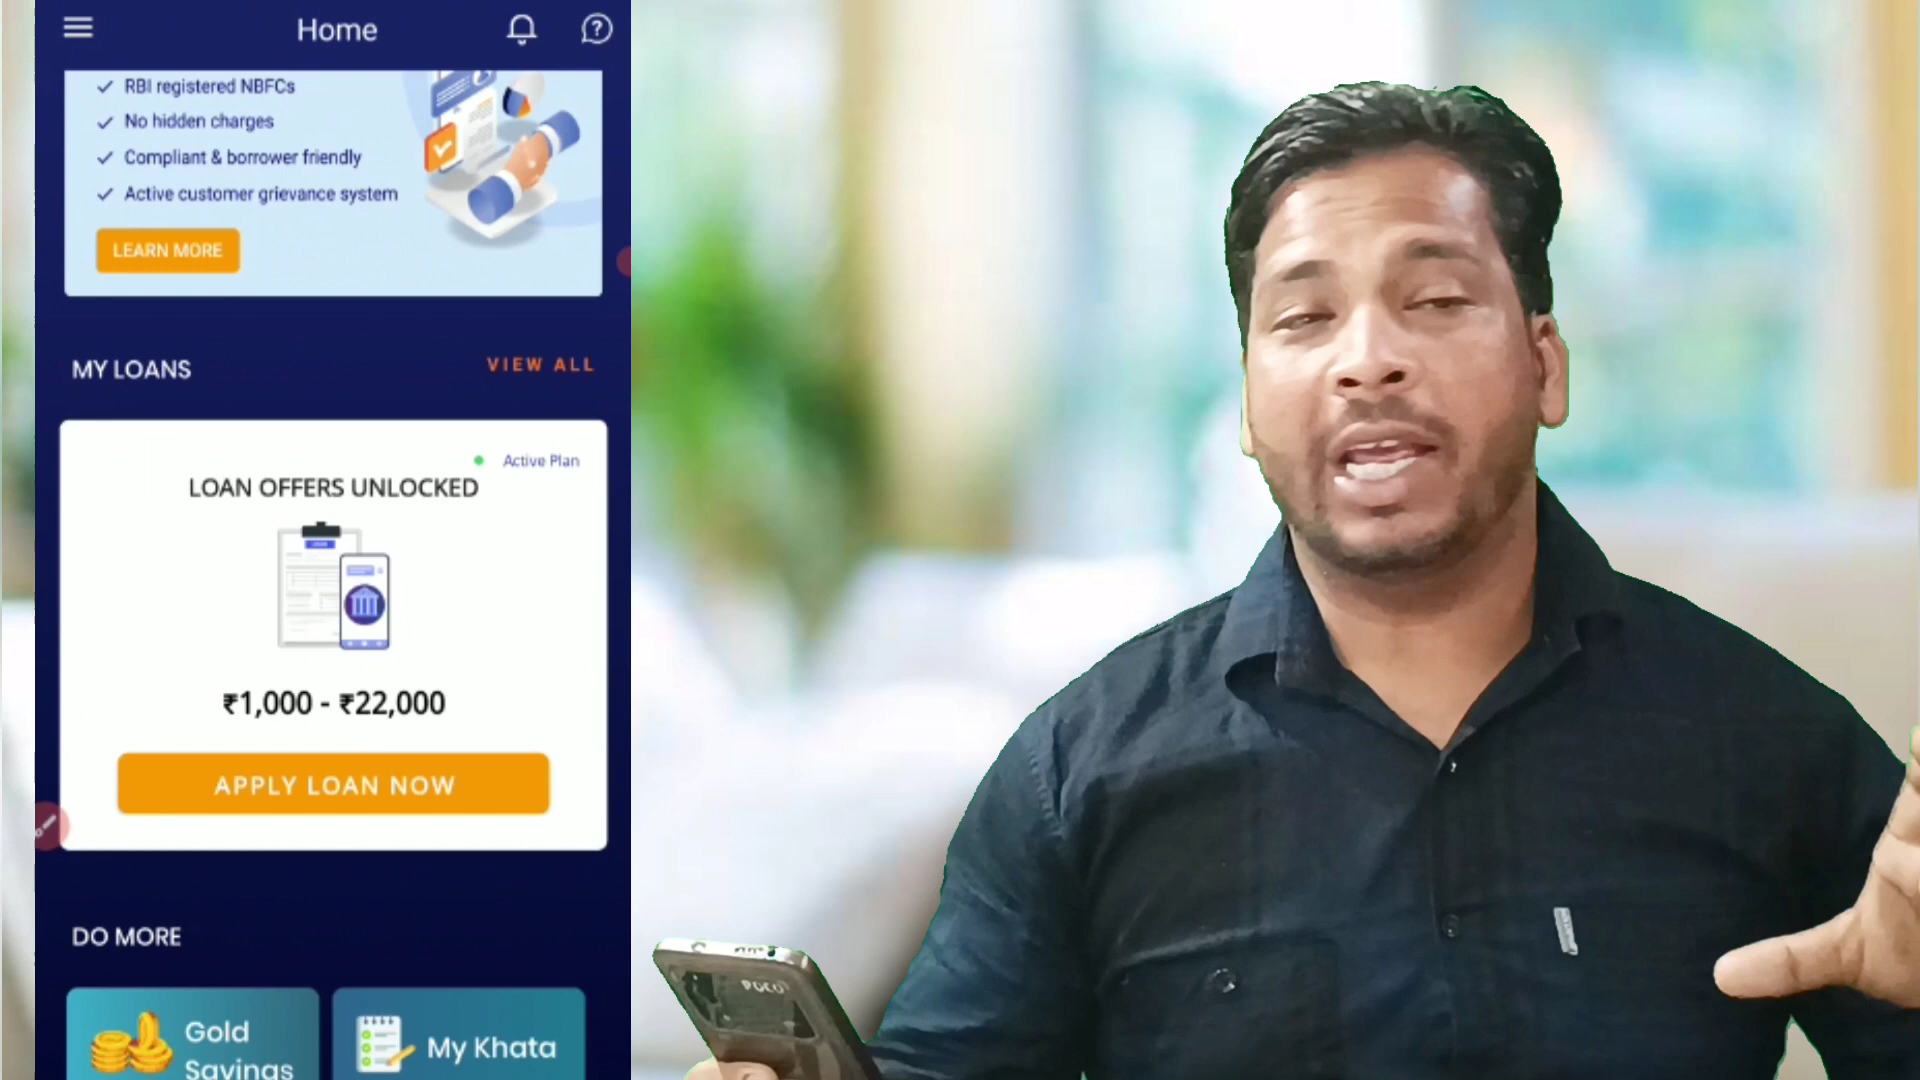 Home
RBI registered NBFCs
No hidden charges
Compliant & borrower friendly
Active customer grievance system
LEARN MORE
MY LOANS
VIEW ALL
Active Plan
LOAN OFFERS UNLOCKED
₹1,000 - ₹22,000
APPLY LOAN NOW
DO MORE
Gold
Savings
My Khata
POCO